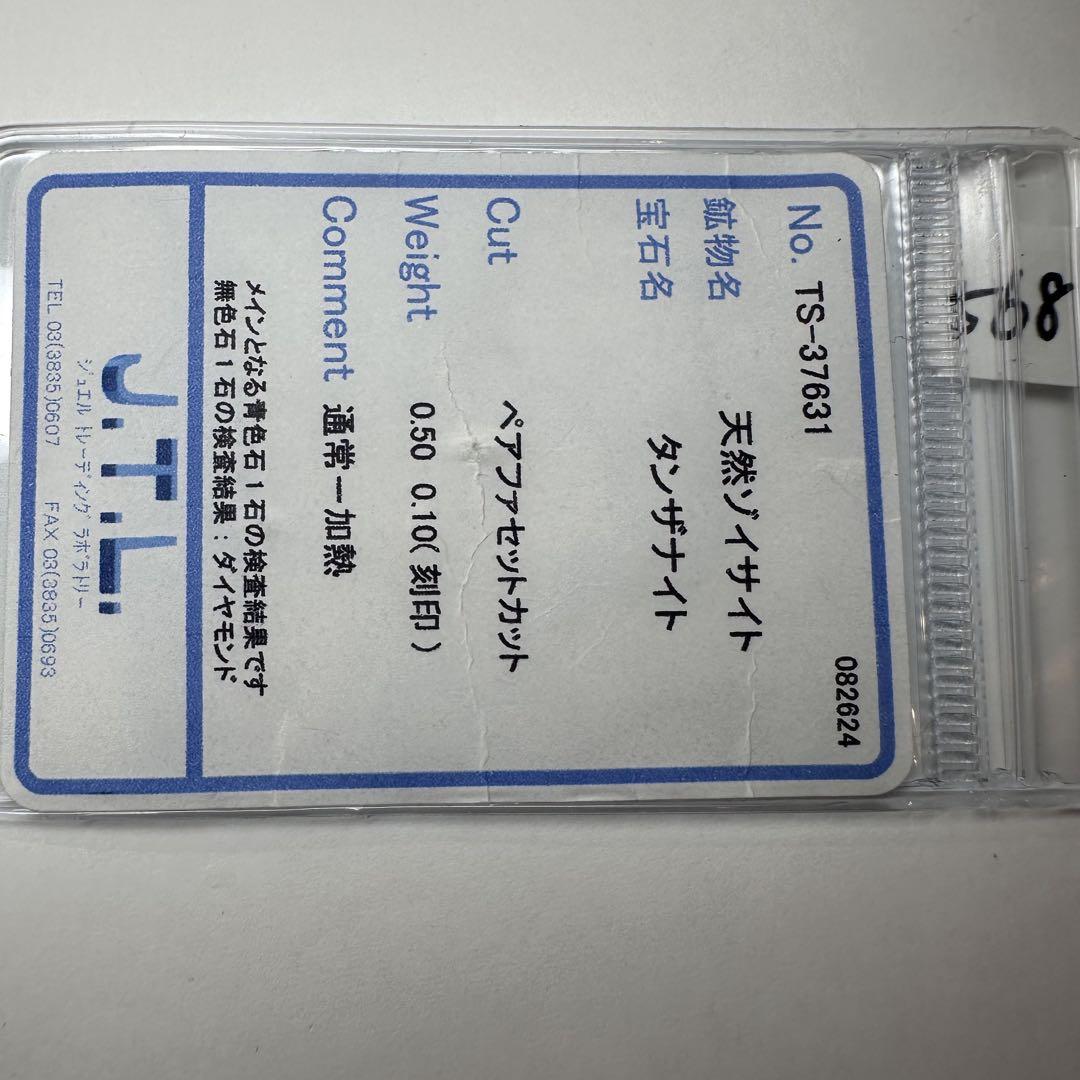 No. TS-37631
082624
鉱物名 天然ゾイサイト
宝石名 タンザナイト
Cut ペアファセットカット
Weight 0.50 0.10(刻印)
Comment 通常一加熱
メインとなる青色石1石の検査結果です
無色石1石の検査結果:ダイヤモンド
J.T.L.
ジュエルトレーディングラボラトリー
TEL 03(3835)0607 FAX 03(3835)0693